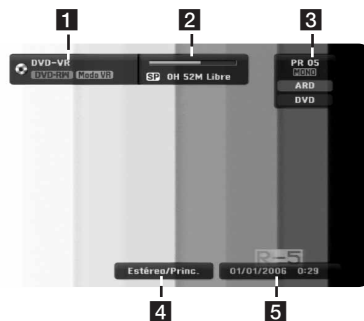 1
2
3
DVD-VR
DVD-RW Modo VR
SP 0H 52M Libre
PR 05
MONO
ARD
DVD
R-5
Estéreo/Princ.
01/01/2006 0:29
4
5